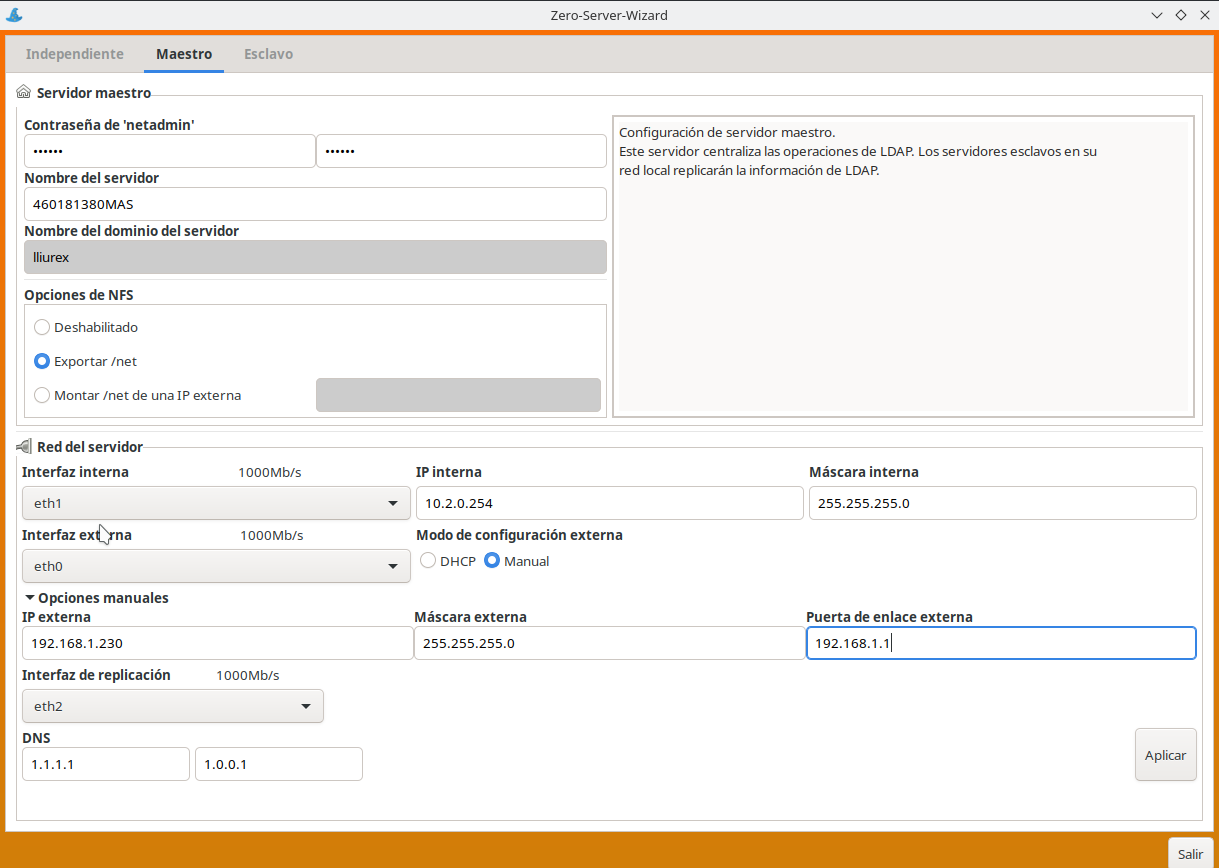 Zero-Server-Wizard
Independiente Maestro Esclavo
Servidor maestro
Contraseña de 'netadmin'
•••••• ••••••
Nombre del servidor
460181380MAS
Nombre del dominio del servidor
lliurex
Opciones de NFS
Deshabilitado
Exportar /net
Montar /net de una IP externa
Configuración de servidor maestro.
Este servidor centraliza las operaciones de LDAP. Los servidores esclavos en su
red local replicarán la información de LDAP.
Red del servidor
Interfaz interna 1000Mb/s IP interna Máscara interna
eth1 10.2.0.254 255.255.255.0
Interfaz externa 1000Mb/s Modo de configuración externa
eth0 DHCP Manual
Opciones manuales
IP externa Máscara externa Puerta de enlace externa
192.168.1.230 255.255.255.0 192.168.1.1
Interfaz de replicación 1000Mb/s
eth2
DNS
1.1.1.1 1.0.0.1
Aplicar
Salir